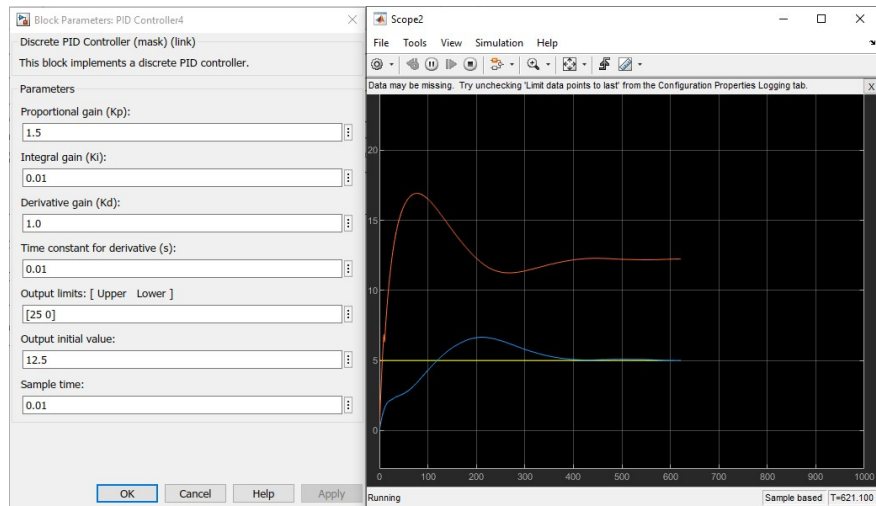 Block Parameters: PID Controller4
Discrete PID Controller (mask) (link)
This block implements a discrete PID controller.
Parameters
Proportional gain (Kp):
1.5
Integral gain (Ki):
0.01
Derivative gain (Kd):
1.0
Time constant for derivative (s):
0.01
Output limits: [ Upper Lower ]
[25 0]
Output initial value:
12.5
Sample time:
0.01
OK Cancel Help Apply
Scope2
File Tools View Simulation Help
Data may be missing. Try unchecking 'Limit data points to last' from the Configuration Properties Logging tab. X
20
15
10
5
0
0 100 200 300 400 500 600 700 800 900 1000
Running Sample based T=621.100